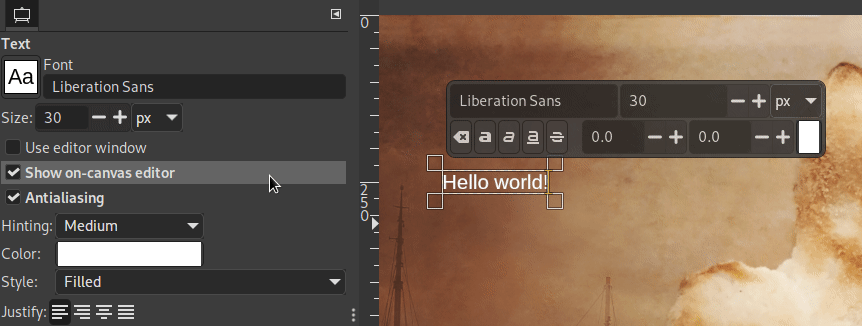 Text
Aa
Font
Liberation Sans
Size: 30 px
Use editor window
Show on-canvas editor
Antialiasing
Hinting: Medium
Color:
Style: Filled
Justify:
0
250
Liberation Sans 30 px
a a a a 0.0 0.0
Hello world!